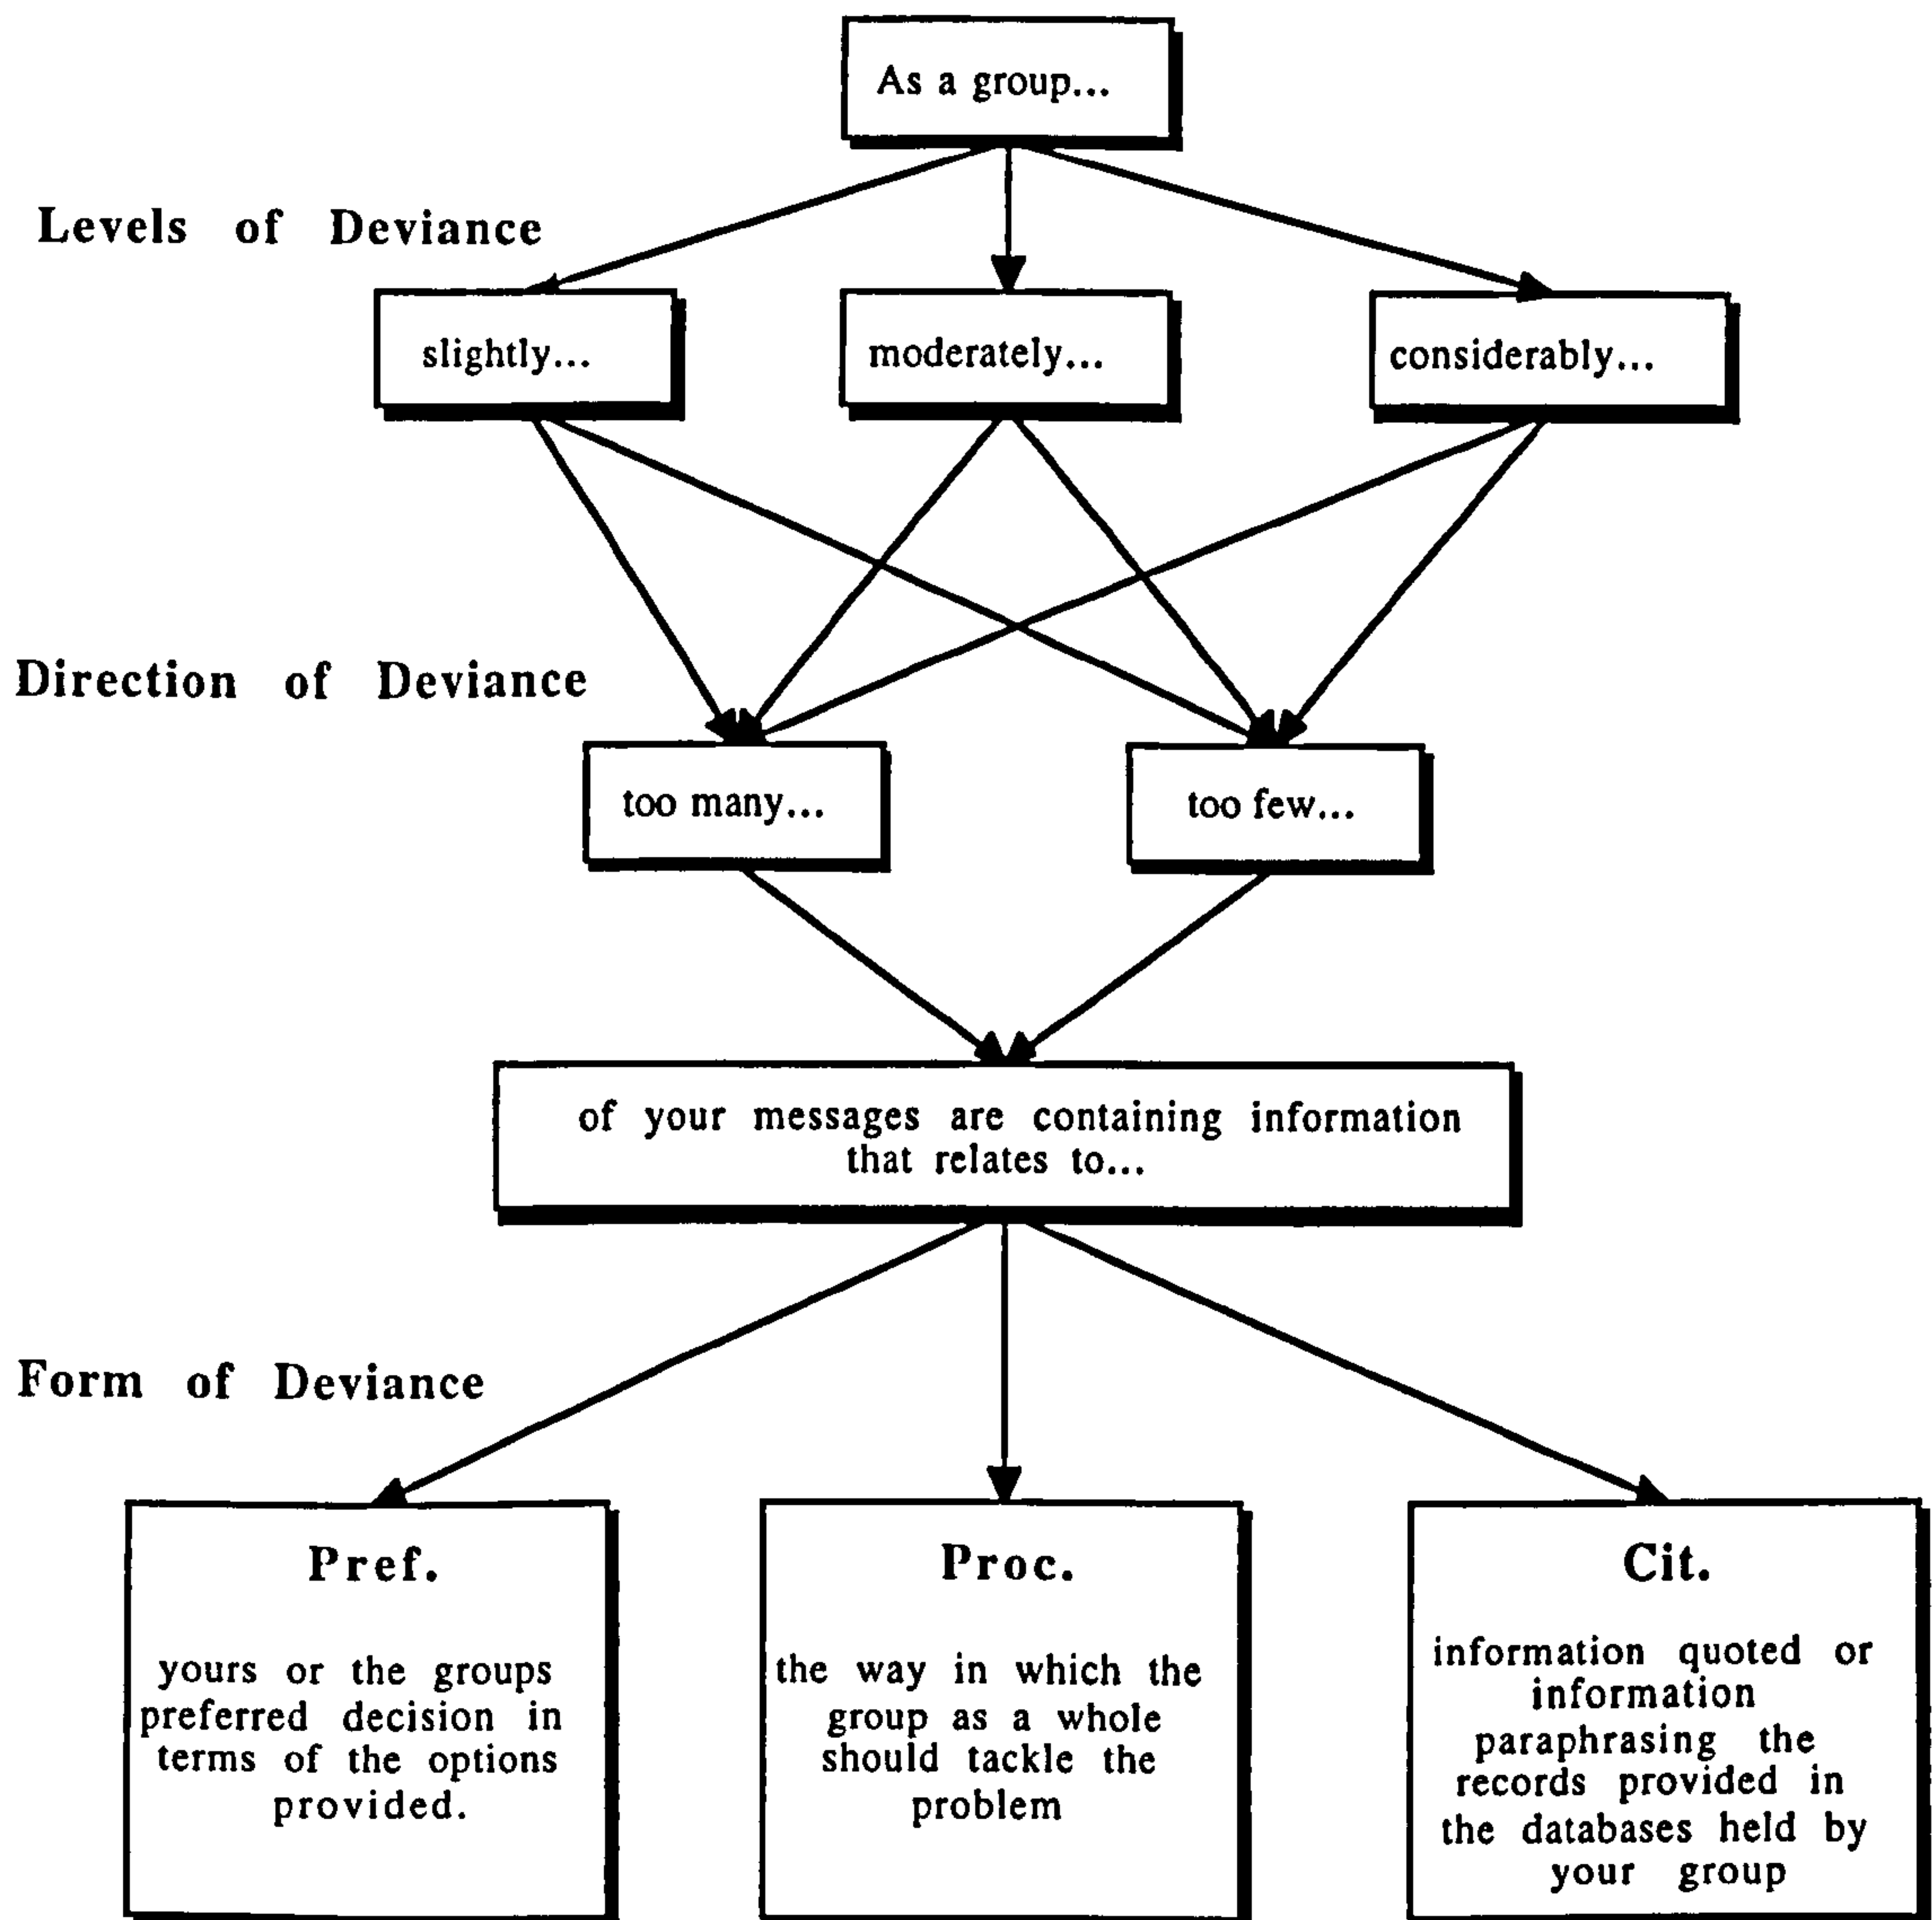 As a group...
Levels of Deviance
slightly...
moderately...
considerably...
Direction of Deviance
too many...
too few...
of your messages are containing information
that relates to...
Form of Deviance
Pref.
yours or the groups
preferred decision in
terms of the options
provided.
Proc.
the way in which the
group as a whole
should tackle the
problem
Cit.
information quoted or
information
paraphrasing the
records provided in
the databases held by
your group